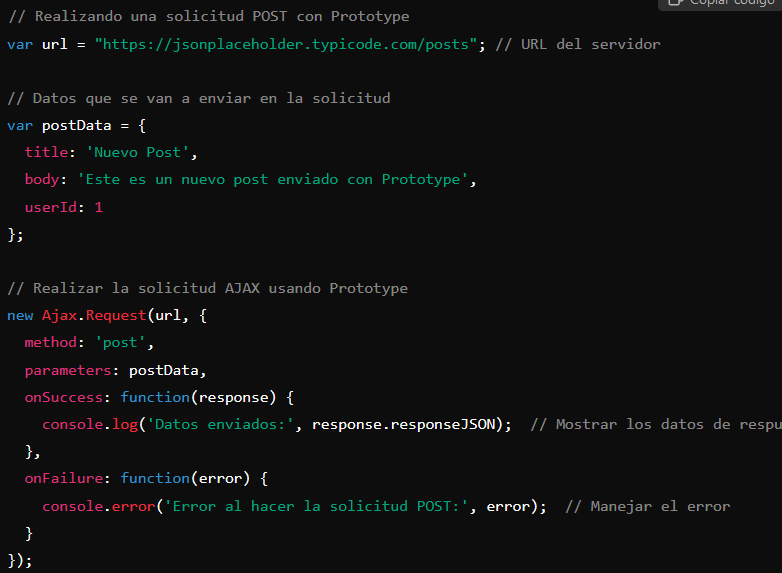 Copiar código
// Realizando una solicitud POST con Prototype
var url = "https://jsonplaceholder.typicode.com/posts"; // URL del servidor
// Datos que se van a enviar en la solicitud
var postData = {
  title: 'Nuevo Post',
  body: 'Este es un nuevo post enviado con Prototype',
  userId: 1
};
// Realizar la solicitud AJAX usando Prototype
new Ajax.Request(url, {
  method: 'post',
  parameters: postData,
  onSuccess: function(response) {
    console.log('Datos enviados:', response.responseJSON);  // Mostrar los datos de respu
  },
  onFailure: function(error) {
    console.error('Error al hacer la solicitud POST:', error);  // Manejar el error
  }
});